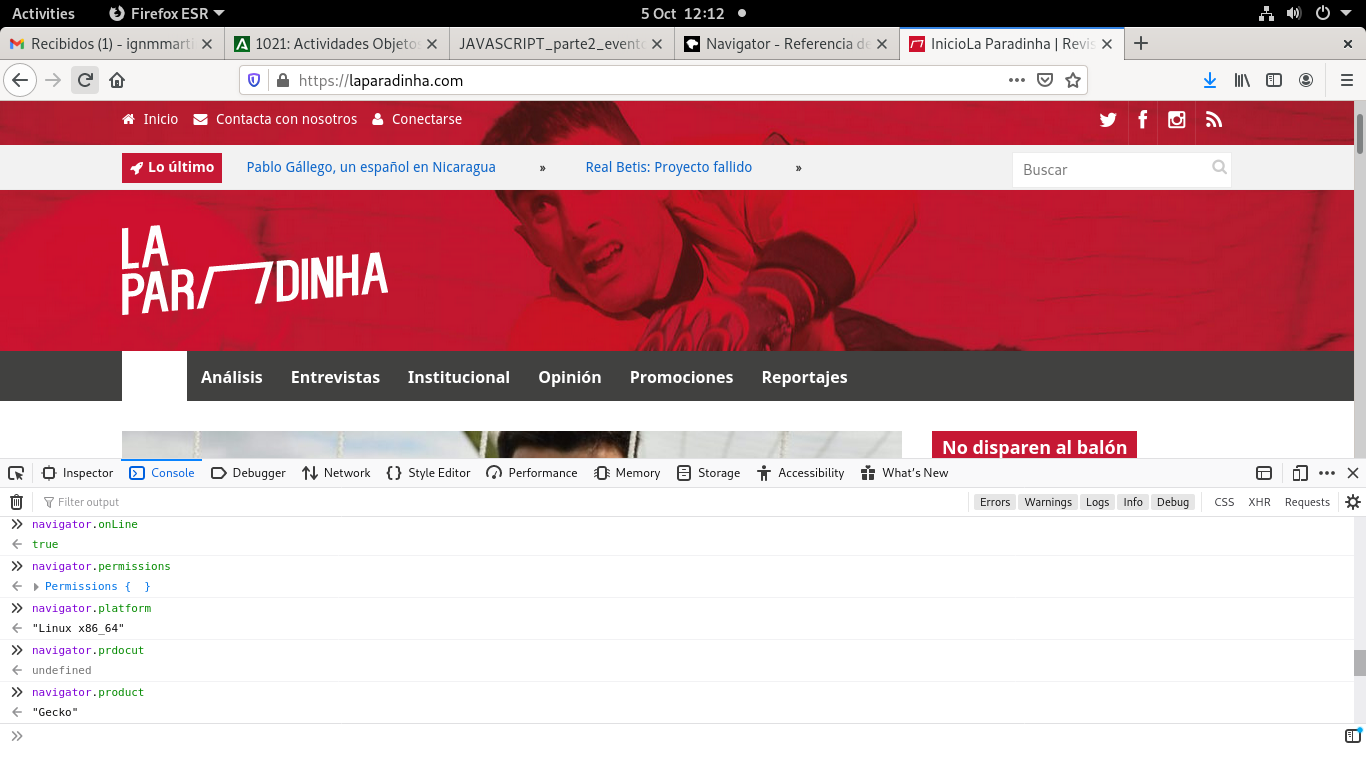 Activities Firefox ESR 5 Oct 12:12
Recibidos (1) - ignmmarti 1021: Actividades Objetos JAVASCRIPT_parte2_evento Navigator - Referencia de InicioLa Paradinha | Revis
https://laparadinha.com
Inicio Contacta con nosotros Conectarse
Lo último Pablo Gállego, un español en Nicaragua » Real Betis: Proyecto fallido » Buscar
LA
PARADINHA
Análisis Entrevistas Institucional Opinión Promociones Reportajes
No disparen al balón
Inspector Console Debugger Network Style Editor Performance Memory Storage Accessibility What's New
Filter output Errors Warnings Logs Info Debug CSS XHR Requests
navigator.onLine
true
navigator.permissions
Permissions { }
navigator.platform
"Linux x86_64"
navigator.prdocut
undefined
navigator.product
"Gecko"